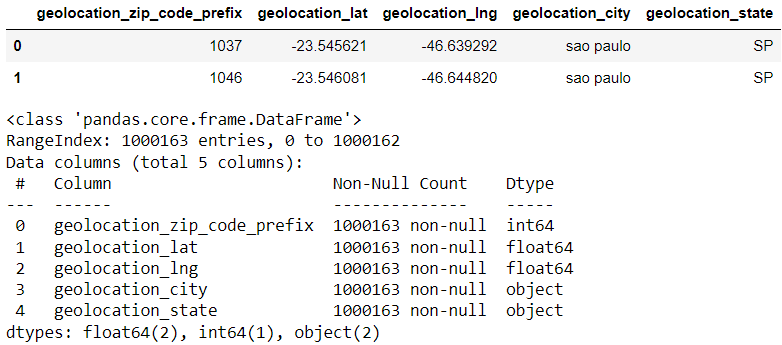 geolocation_zip_code_prefix geolocation_lat geolocation_lng geolocation_city geolocation_state
0 1037 -23.545621 -46.639292 sao paulo SP
1 1046 -23.546081 -46.644820 sao paulo SP
<class 'pandas.core.frame.DataFrame'>
RangeIndex: 1000163 entries, 0 to 1000162
Data columns (total 5 columns):
 #   Column                       Non-Null Count    Dtype
---  ------                       --------------    -----
 0   geolocation_zip_code_prefix  1000163 non-null  int64
 1   geolocation_lat              1000163 non-null  float64
 2   geolocation_lng              1000163 non-null  float64
 3   geolocation_city             1000163 non-null  object
 4   geolocation_state            1000163 non-null  object
dtypes: float64(2), int64(1), object(2)